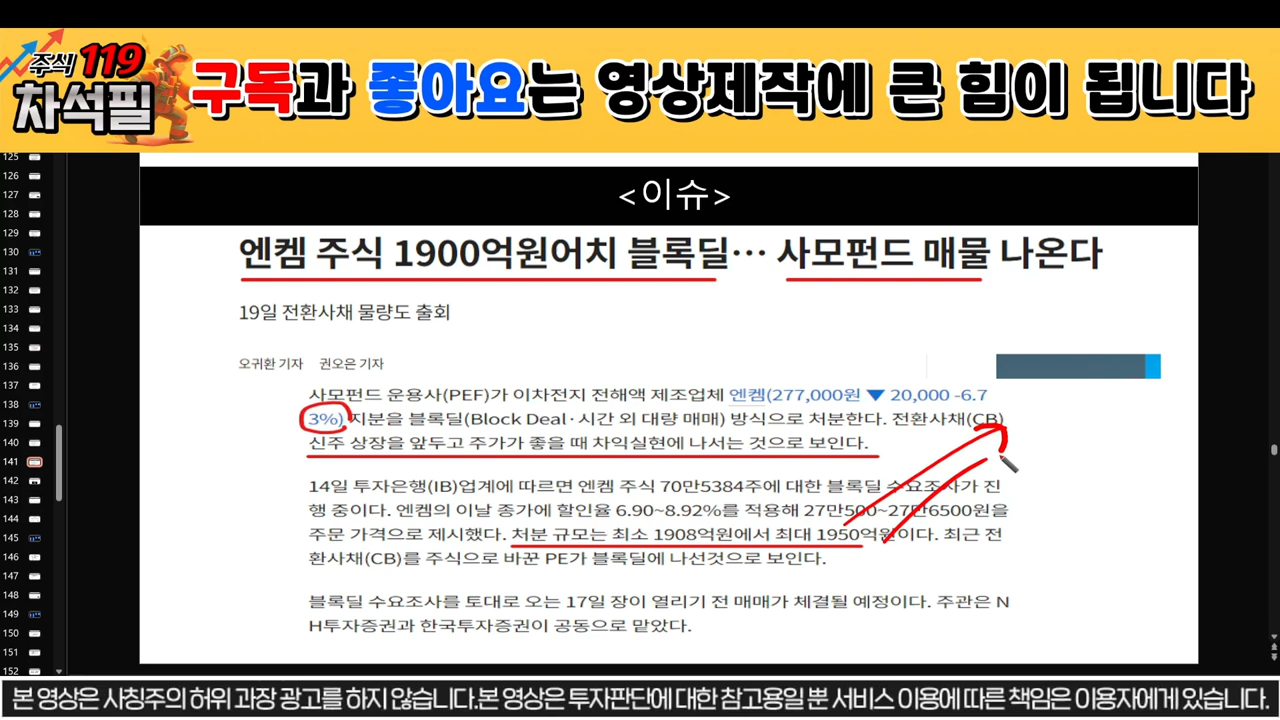 주식 119
차석필
구독과 좋아요는 영상제작에 큰 힘이 됩니다
125
126
127
128
129
130
131
132
133
134
135
136
137
138
139
140
141
142
143
144
145
146
147
148
149
150
151
152
<이슈>
엔켐 주식 1900억원어치 블록딜… 사모펀드 매물 나온다
19일 전환사채 물량도 출회
오귀환 기자 권오은 기자
사모펀드 운용사(PEF)가 이차전지 전해액 제조업체 엔켐(277,000원 ▼ 20,000 -6.7
3%) 지분을 블록딜(Block Deal·시간 외 대량 매매) 방식으로 처분한다. 전환사채(CB)
신주 상장을 앞두고 주가가 좋을 때 차익실현에 나서는 것으로 보인다.
14일 투자은행(IB)업계에 따르면 엔켐 주식 70만5384주에 대한 블록딜 수요조사가 진
행 중이다. 엔켐의 이날 종가에 할인율 6.90~8.92%를 적용해 27만500~27만6500원을
주문 가격으로 제시했다. 처분 규모는 최소 1908억원에서 최대 1950억원이다. 최근 전
환사채(CB)를 주식으로 바꾼 PE가 블록딜에 나선것으로 보인다.
블록딜 수요조사를 토대로 오는 17일 장이 열리기 전 매매가 체결될 예정이다. 주관은 N
H투자증권과 한국투자증권이 공동으로 맡았다.
본 영상은 사칭주의 허위 과장 광고를 하지 않습니다.본 영상은 투자판단에 대한 참고용일 뿐 서비스 이용에 따른 책임은 이용자에게 있습니다.